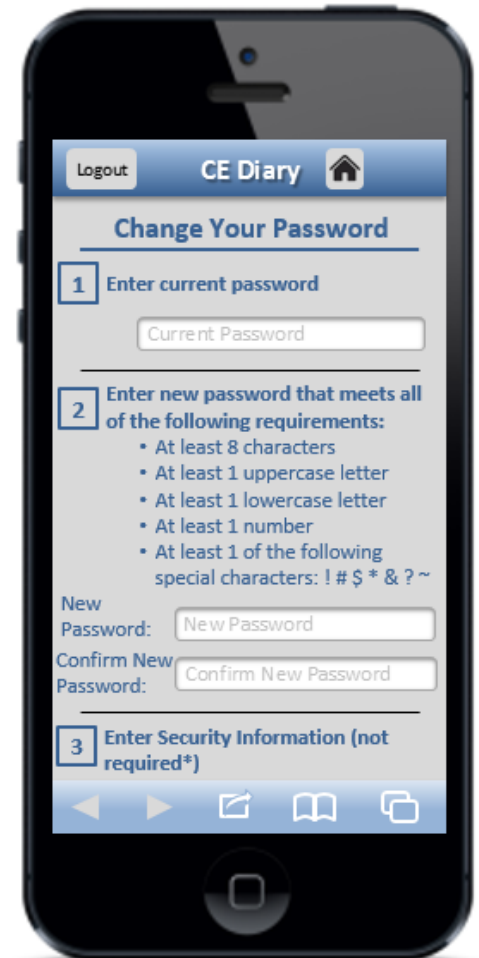 Logout CE Diary
Change Your Password
1 Enter current password
Current Password
2 Enter new password that meets all
of the following requirements:
• At least 8 characters
• At least 1 uppercase letter
• At least 1 lowercase letter
• At least 1 number
• At least 1 of the following
special characters: ! # $ * & ? ~
New
Password: New Password
Confirm New
Password: Confirm New Password
3 Enter Security Information (not
required*)